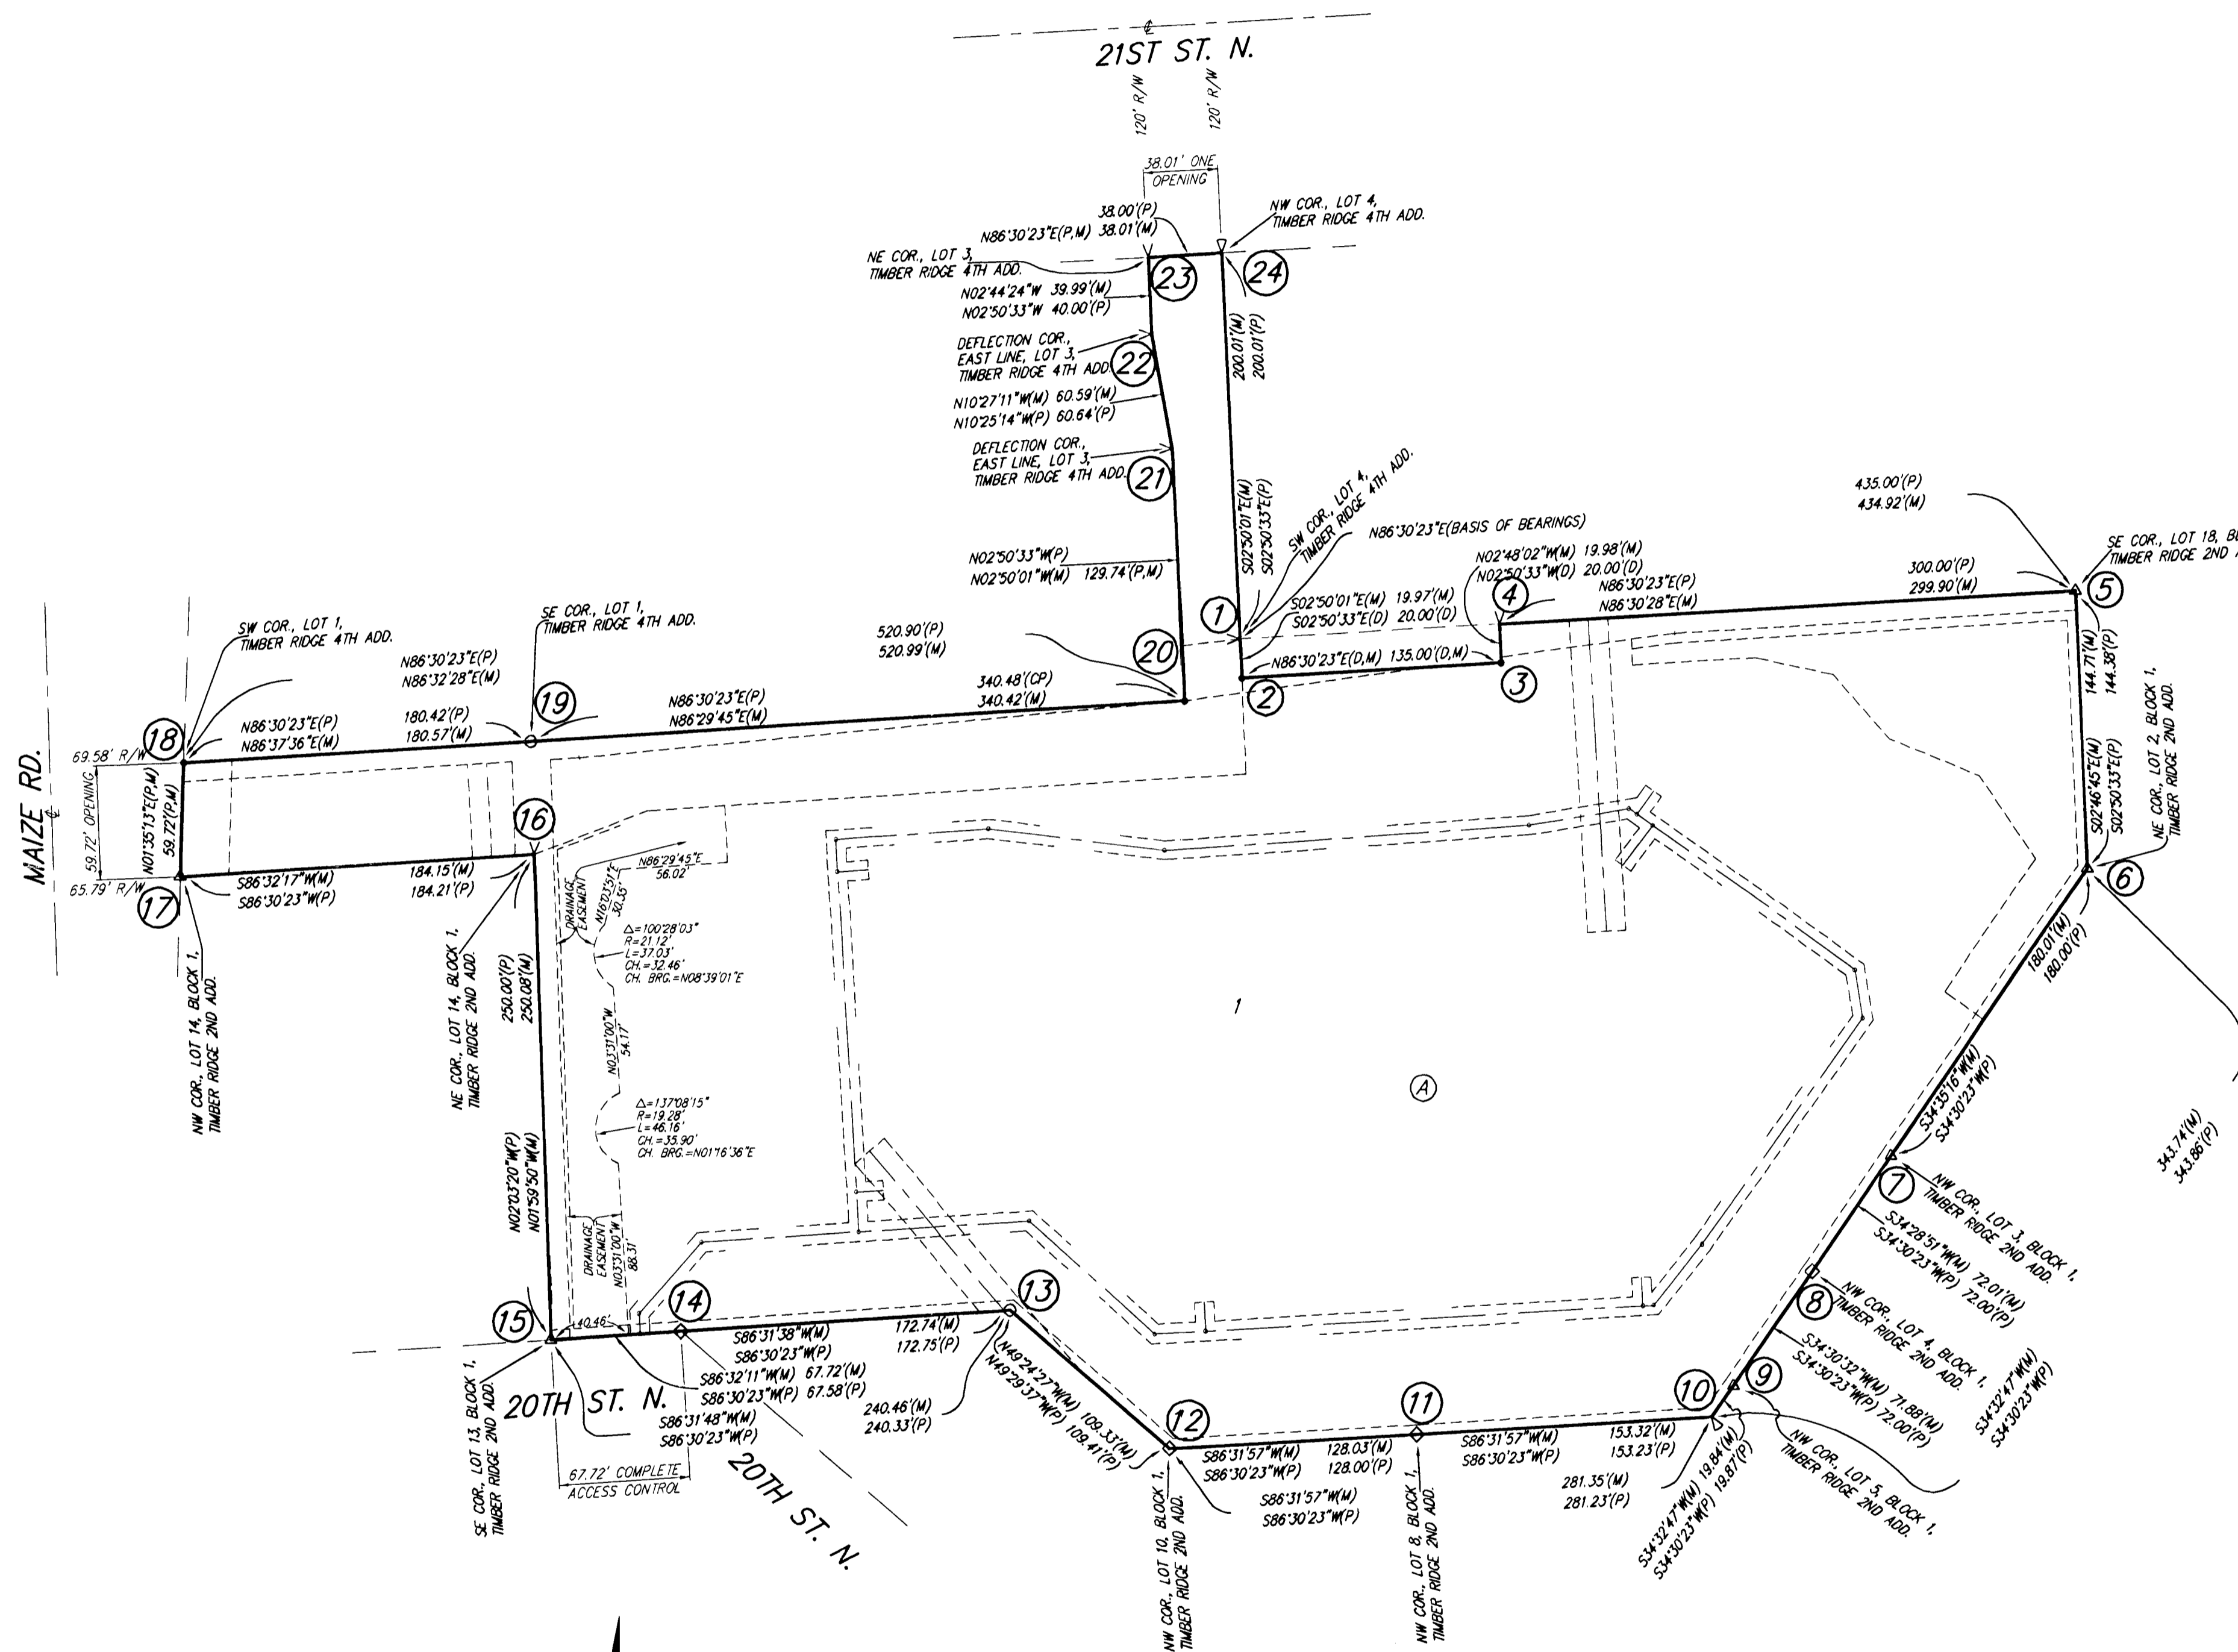 ℄
21ST ST. N.
120' R/W
120' R/W
38.01' ONE
OPENING
38.00'(P)
N86°30'23"E(P,M) 38.01'(M)
NW COR., LOT 4,
TIMBER RIDGE 4TH ADD.
NE COR., LOT 3,
TIMBER RIDGE 4TH ADD.
23
24
N02°44'24"W 39.99'(M)
N02°50'33"W 40.00'(P)
DEFLECTION COR.,
EAST LINE, LOT 3,
TIMBER RIDGE 4TH ADD.
22
N10°27'11"W(M) 60.59'(M)
N10°25'14"W(P) 60.64'(P)
DEFLECTION COR.,
EAST LINE, LOT 3,
TIMBER RIDGE 4TH ADD.
21
200.01'(M)
200.01'(P)
S02°50'01"E(M)
S02°50'33"E(P)
N02°50'33"W(P)
N02°50'01"W(M) 129.74'(P,M)
SW COR., LOT 4,
TIMBER RIDGE 4TH ADD.
N86°30'23"E(BASIS OF BEARINGS)
N02°48'02"W(M) 19.98'(M)
N02°50'33"W(D) 20.00'(D)
435.00'(P)
434.92'(M)
SE COR., LOT 18, BL
TIMBER RIDGE 2ND A
N86°30'23"E(P)
N86°30'28"E(M)
300.00'(P)
299.90'(M)
4
5
1
S02°50'01"E(M) 19.97'(M)
S02°50'33"E(D) 20.00'(D)
N86°30'23"E(D,M) 135.00'(D,M)
2
3
20
520.90'(P)
520.99'(M)
340.48'(CP)
340.42'(M)
SE COR., LOT 1,
TIMBER RIDGE 4TH ADD.
SW COR., LOT 1,
TIMBER RIDGE 4TH ADD.
N86°30'23"E(P)
N86°32'28"E(M)
19
N86°30'23"E(P)
N86°29'45"E(M)
18
N86°30'23"E(P)
N86°37'36"E(M)
180.42'(P)
180.57'(M)
69.58' R/W
59.72' OPENING
N01°35'13"E(P,M)
59.72'(P,M)
65.79' R/W
MAIZE RD.
℄
17
16
S86°32'17"W(M)
S86°30'23"W(P)
184.15'(M)
184.21'(P)
NW COR., LOT 14, BLOCK 1,
TIMBER RIDGE 2ND ADD.
NE COR., LOT 14, BLOCK 1,
TIMBER RIDGE 2ND ADD.
250.00'(P)
250.08'(M)
N02°03'20"W(P)
N01°59'50"W(M)
DRAINAGE
EASEMENT
N16°03'51"E
30.35'
N86°29'45"E
56.02'
Δ=100°28'03"
R=21.12'
L=37.03'
CH.=32.46'
CH. BRG.=N08°39'01"E
N03°31'00"W
54.17'
Δ=137°08'15"
R=19.28'
L=46.16'
CH.=35.90'
CH. BRG.=N01°16'36"E
DRAINAGE
EASEMENT
N03°31'00"W
88.31'
1
A
144.71'(M)
144.38'(P)
S02°46'45"E(M)
S02°50'33"E(P)
NE COR., LOT 2, BLOCK 1,
TIMBER RIDGE 2ND ADD.
6
180.01'(M)
180.00'(P)
S34°35'16"W(M)
S34°30'23"W(P)
343.74'(M)
343.86'(P)
7
NW COR., LOT 3, BLOCK 1,
TIMBER RIDGE 2ND ADD.
S34°28'51"W(M) 72.01'(M)
S34°30'23"W(P) 72.00'(P)
8
NW COR., LOT 4, BLOCK 1,
TIMBER RIDGE 2ND ADD.
S34°30'32"W(M) 71.88'(M)
S34°30'23"W(P) 72.00'(P)
S34°32'47"W(M)
S34°30'23"W(P)
9
10
NW COR., LOT 5, BLOCK 1,
TIMBER RIDGE 2ND ADD.
S34°32'47"W(M) 19.84'(M)
S34°30'23"W(P) 19.87'(P)
11
S86°31'57"W(M)
S86°30'23"W(P)
153.32'(M)
153.23'(P)
281.35'(M)
281.23'(P)
NW COR., LOT 8, BLOCK 1,
TIMBER RIDGE 2ND ADD.
12
S86°31'57"W(M)
S86°30'23"W(P)
128.03'(M)
128.00'(P)
S86°31'57"W(M)
S86°30'23"W(P)
NW COR., LOT 10, BLOCK 1,
TIMBER RIDGE 2ND ADD.
13
N49°24'27"W(M) 109.33'(M)
N49°29'37"W(P) 109.41'(P)
14
S86°31'38"W(M)
S86°30'23"W(P)
172.74'(M)
172.75'(P)
S86°32'11"W(M) 67.72'(M)
S86°30'23"W(P) 67.58'(P)
240.46'(M)
240.33'(P)
S86°31'48"W(M)
S86°30'23"W(P)
15
40.46'
SE COR., LOT 13, BLOCK 1,
TIMBER RIDGE 2ND ADD.
20TH ST. N.
67.72' COMPLETE
ACCESS CONTROL
20TH ST. N.